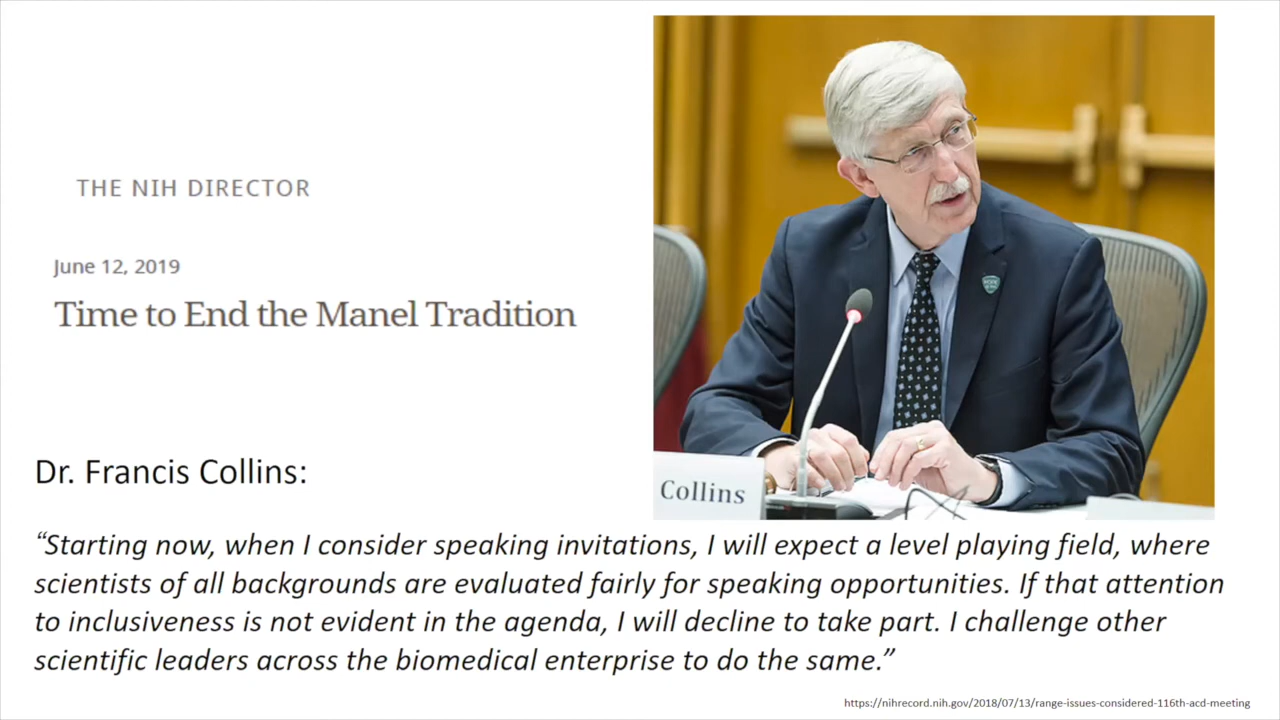 THE NIH DIRECTOR
June 12, 2019
Time to End the Manel Tradition
Collins
Dr. Francis Collins:
“Starting now, when I consider speaking invitations, I will expect a level playing field, where
scientists of all backgrounds are evaluated fairly for speaking opportunities. If that attention
to inclusiveness is not evident in the agenda, I will decline to take part. I challenge other
scientific leaders across the biomedical enterprise to do the same.”
https://nihrecord.nih.gov/2018/07/13/range-issues-considered-116th-acd-meeting